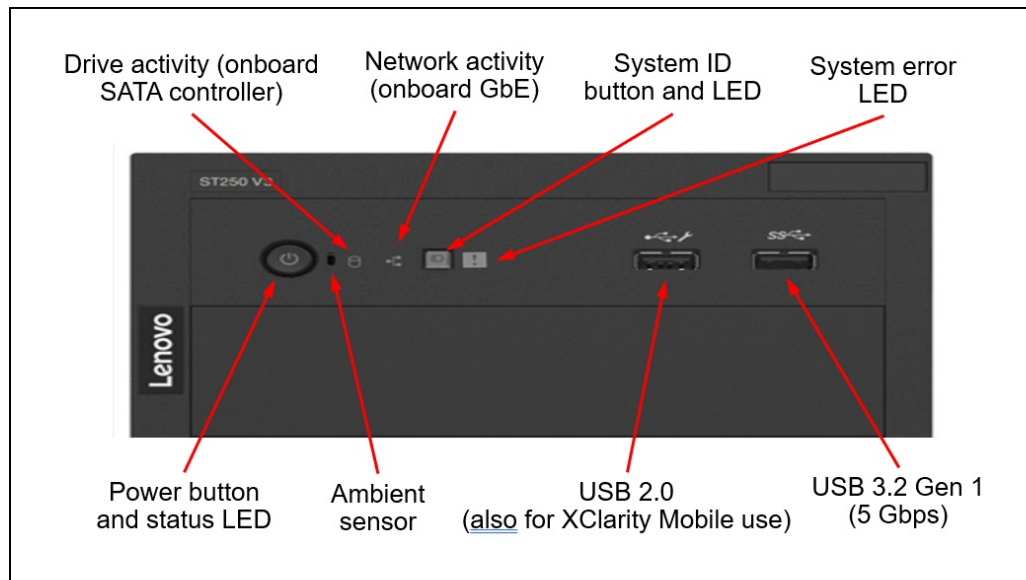 Drive activity (onboard
SATA controller)
Network activity
(onboard GbE)
System ID
button and LED
System error
LED
ST250 V3
Lenovo
Power button
and status LED
Ambient
sensor
USB 2.0
(also for XClarity Mobile use)
USB 3.2 Gen 1
(5 Gbps)